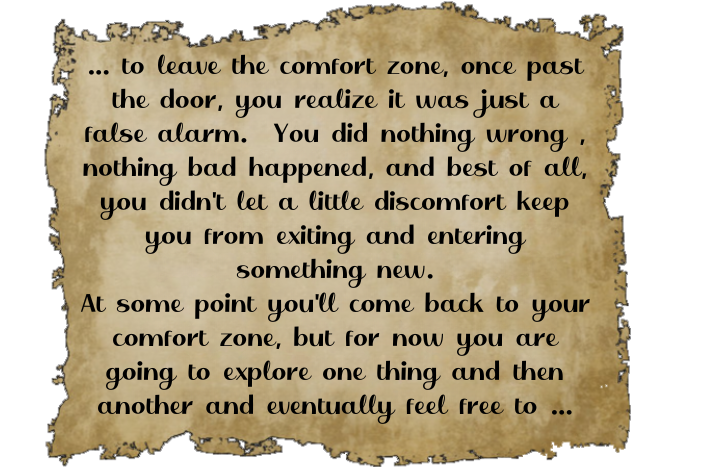 ... to leave the comfort zone, once past
the door, you realize it was just a
false alarm.  You did nothing wrong ,
nothing bad happened, and best of all,
you didn't let a little discomfort keep
you from exiting and entering
something new.
At some point you'll come back to your
comfort zone, but for now you are
going to explore one thing and then
another and eventually feel free to ...